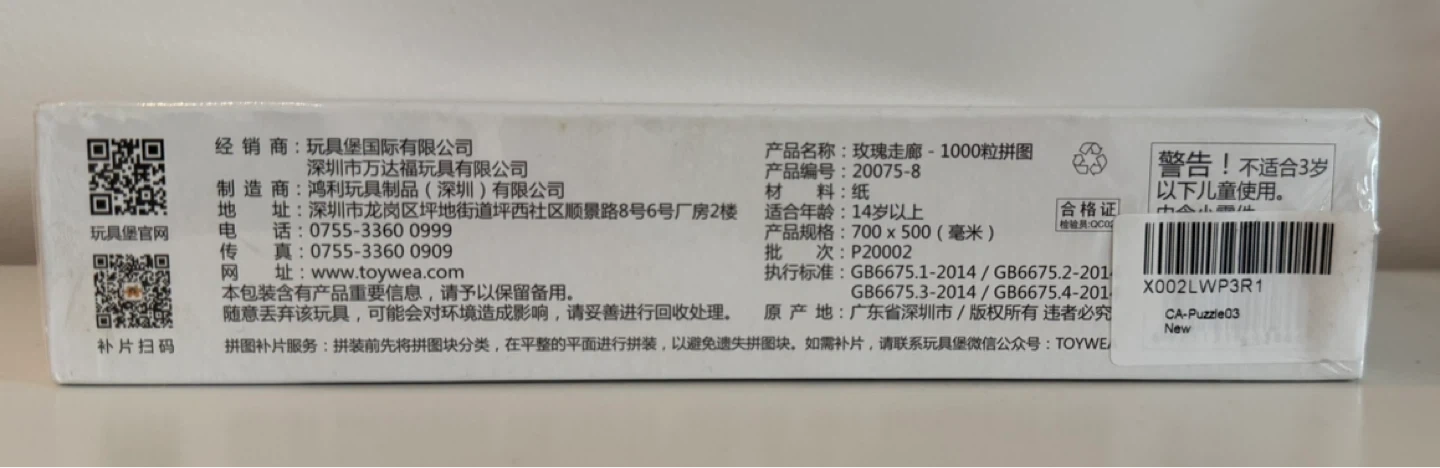 玩具堡官网
补片扫码
经销商：玩具堡国际有限公司
深圳市万达福玩具有限公司
制造商：鸿利玩具制品（深圳）有限公司
地址：深圳市龙岗区坪地街道坪西社区顺景路8号6号厂房2楼
电话：0755-3360 0999
传真：0755-3360 0909
网址：www.toywea.com
本包装含有产品重要信息，请予以保留备用。
随意丢弃该玩具，可能会对环境造成影响，请妥善进行回收处理。
产品名称：玫瑰走廊 - 1000粒拼图
产品编号：20075-8
材料：纸
适合年龄：14岁以上
产品规格：700 x 500（毫米）
批次：P20002
执行标准：GB6675.1-2014 / GB6675.2-2014
GB6675.3-2014 / GB6675.4-2014
原产地：广东省深圳市 / 版权所有 违者必究
拼图补片服务：拼装前先将拼图块分类，在平整的平面进行拼装，以避免遗失拼图块。如需补片，请联系玩具堡微信公众号：TOYWEA
合格证
检验员:QC02
警告！不适合3岁
以下儿童使用。
X002LWP3R1
CA-Puzzle03
New